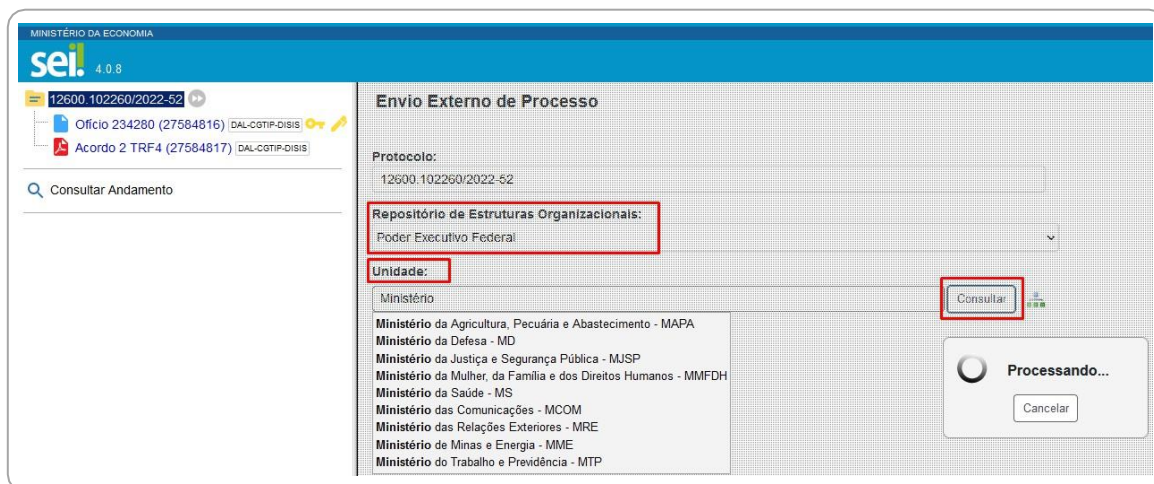 MINISTÉRIO DA ECONOMIA
sei! 4.0.8
12600.102260/2022-52
Ofício 234280 (27584816) DAL-CGTIP-DISIS
Acordo 2 TRF4 (27584817) DAL-CGTIP-DISIS
Consultar Andamento
Envio Externo de Processo
Protocolo:
12600.102260/2022-52
Repositório de Estruturas Organizacionais:
Poder Executivo Federal
Unidade:
Ministério
Consultar
Ministério da Agricultura, Pecuária e Abastecimento - MAPA
Ministério da Defesa - MD
Ministério da Justiça e Segurança Pública - MJSP
Ministério da Mulher, da Família e dos Direitos Humanos - MMFDH
Ministério da Saúde - MS
Ministério das Comunicações - MCOM
Ministério das Relações Exteriores - MRE
Ministério de Minas e Energia - MME
Ministério do Trabalho e Previdência - MTP
Processando...
Cancelar